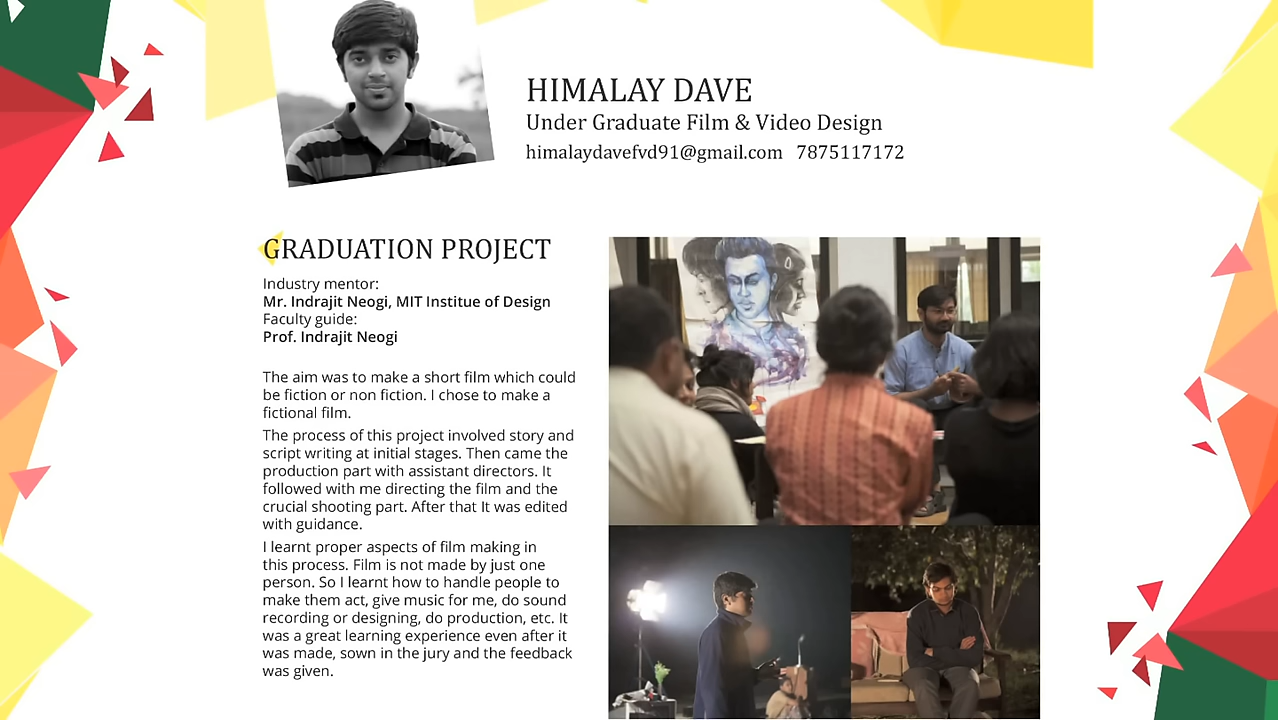 HIMALAY DAVE
Under Graduate Film & Video Design
himalaydavefvd91@gmail.com 7875117172
GRADUATION PROJECT
Industry mentor:
Mr. Indrajit Neogi, MIT Institue of Design
Faculty guide:
Prof. Indrajit Neogi
The aim was to make a short film which could
be fiction or non fiction. I chose to make a
fictional film.
The process of this project involved story and
script writing at initial stages. Then came the
production part with assistant directors. It
followed with me directing the film and the
crucial shooting part. After that It was edited
with guidance.
I learnt proper aspects of film making in
this process. Film is not made by just one
person. So I learnt how to handle people to
make them act, give music for me, do sound
recording or designing, do production, etc. It
was a great learning experience even after it
was made, sown in the jury and the feedback
was given.